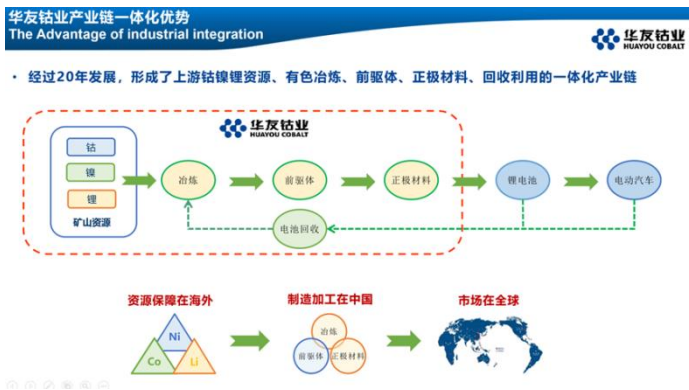 华友钴业产业链一体化优势
The Advantage of industrial integration
华友钴业
HUAYOU COBALT
• 经过20年发展，形成了上游钴镍锂资源、有色冶炼、前驱体、正极材料、回收利用的一体化产业链
华友钴业
HUAYOU COBALT
钴
镍
锂
矿山资源
冶炼
前驱体
正极材料
锂电池
电动汽车
电池回收
资源保障在海外
制造加工在中国
市场在全球
Ni
Co
Li
冶炼
前驱体
正极材料